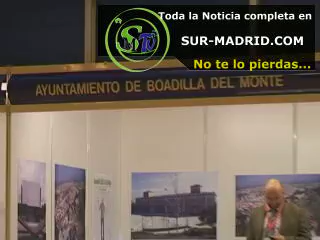 Toda la Noticia completa en
SUR-MADRID.COM
No te lo pierdas...
AYUNTAMIENTO DE BOADILLA DEL MONTE